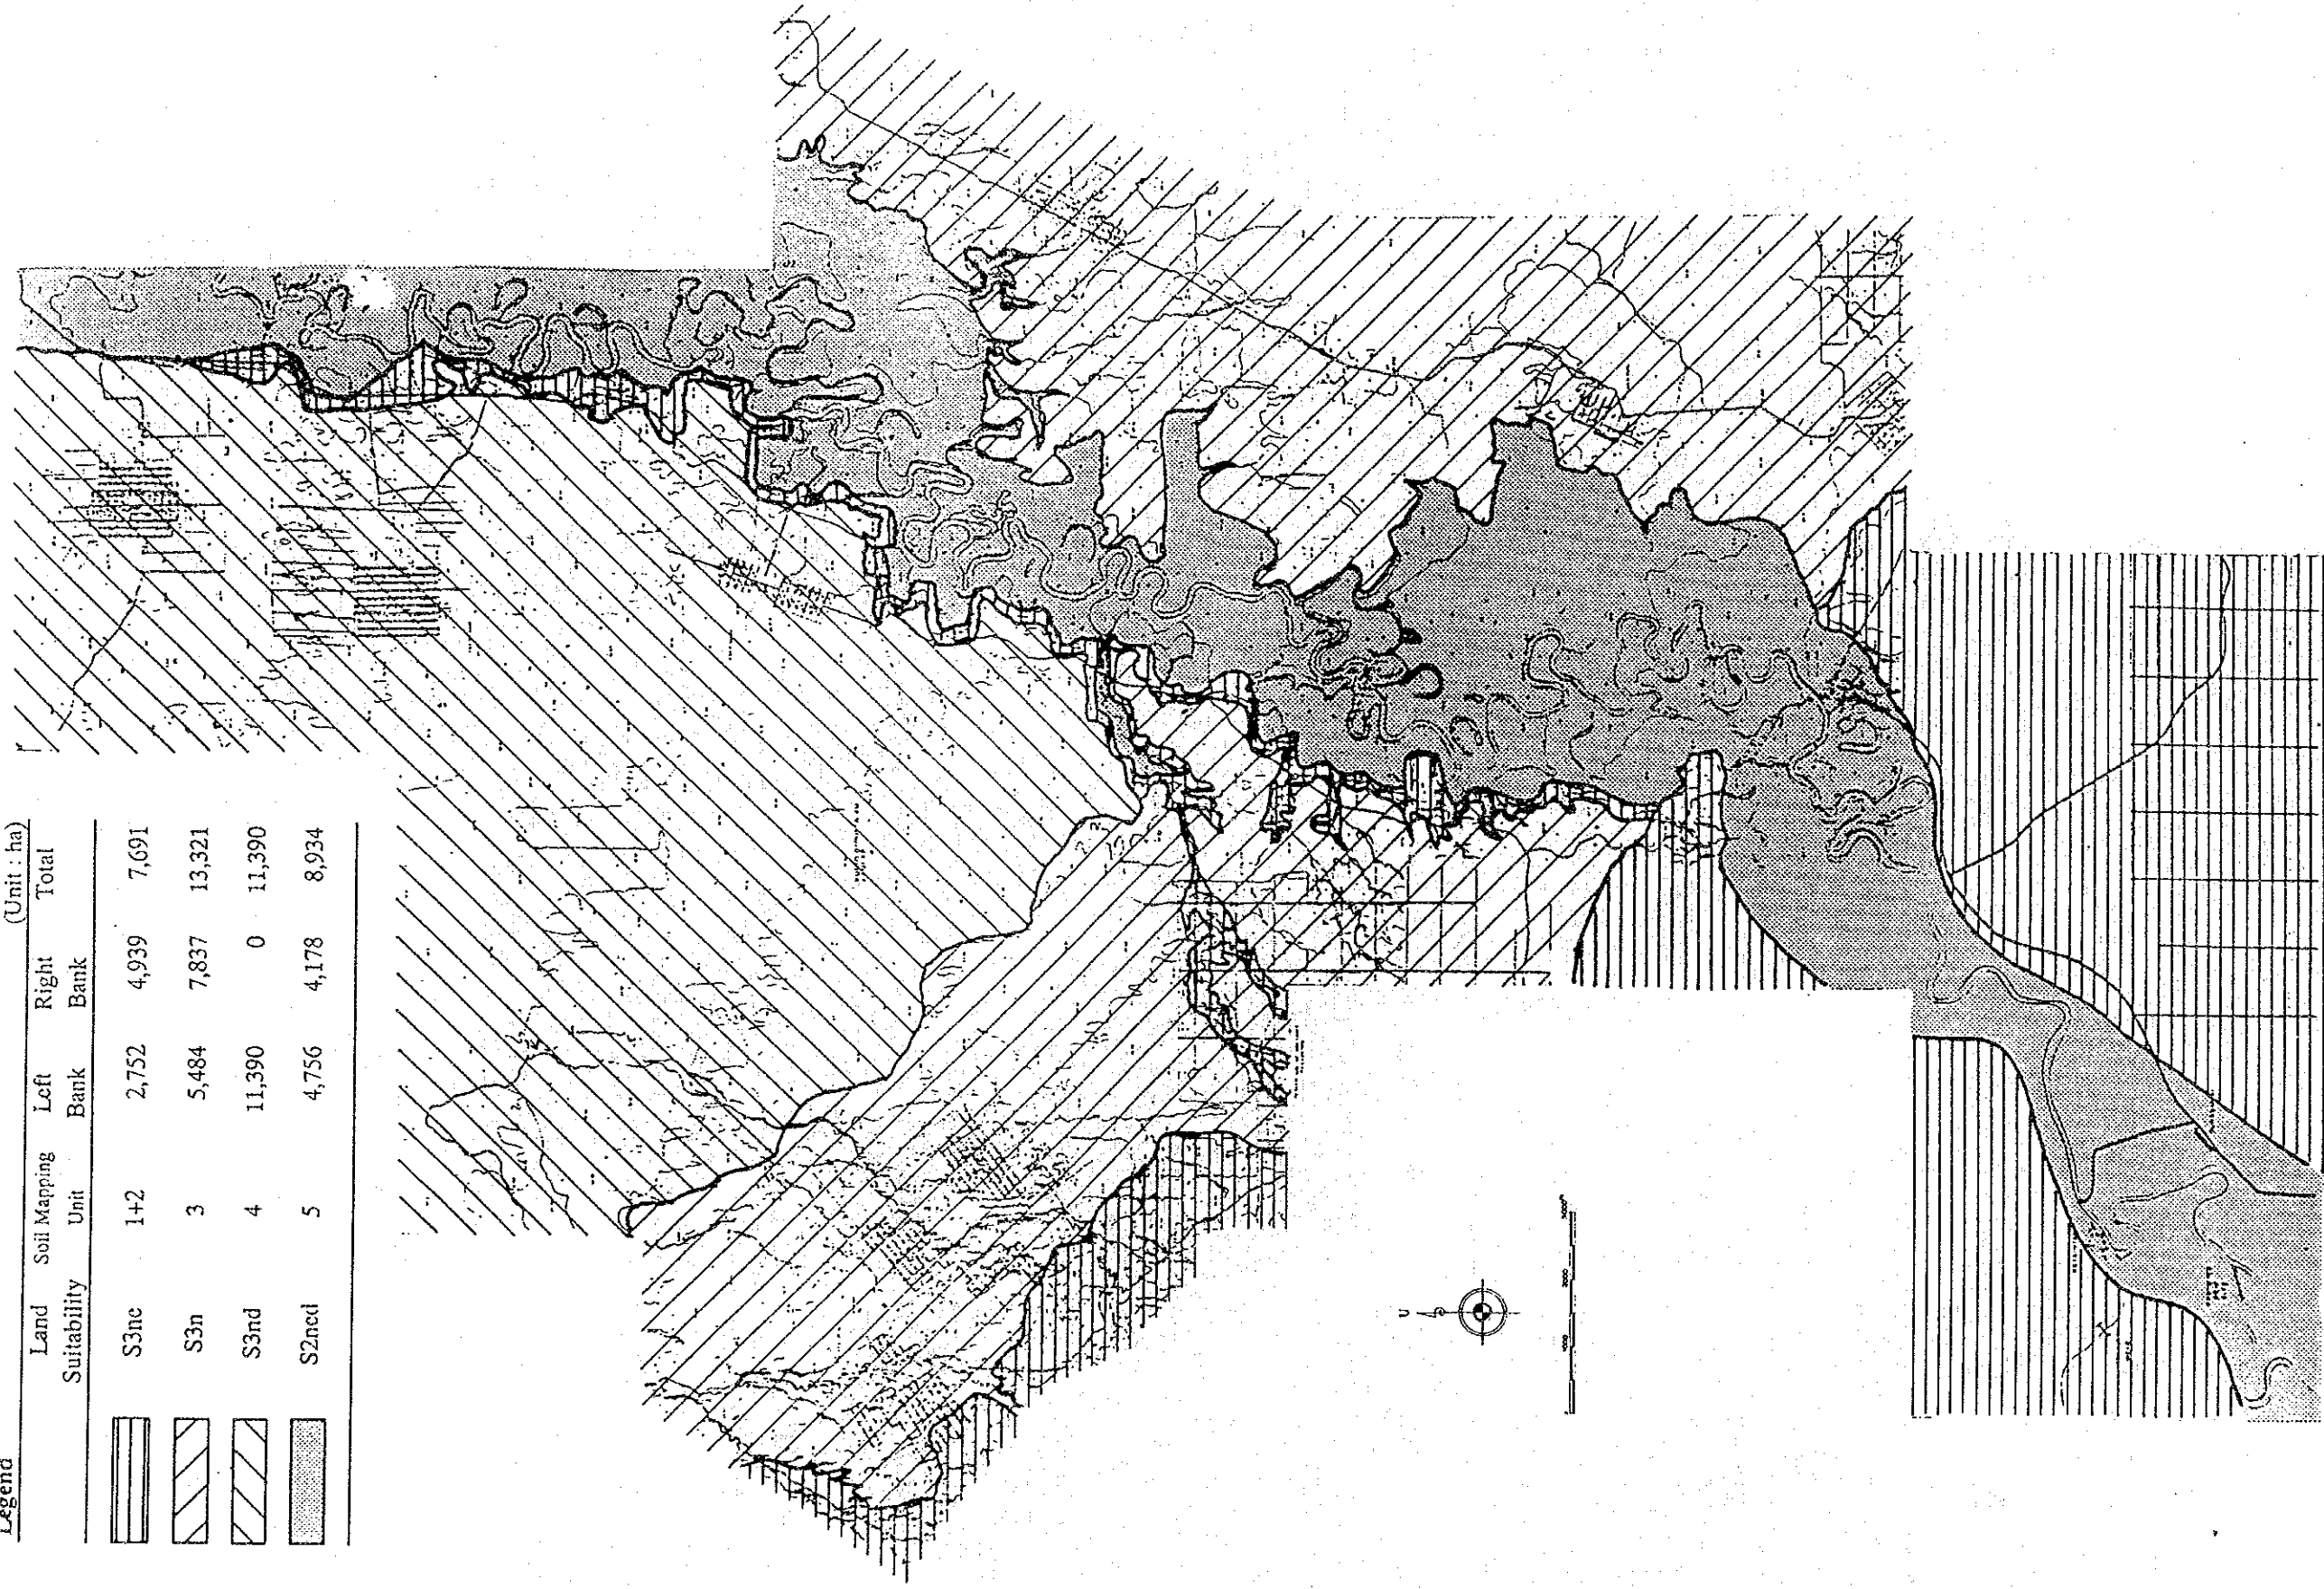 Legend
(Unit : ha)
Land Soil Mapping Left Right Total
Suitability Unit Bank Bank
S3ne 1+2 2,752 4,939 7,691
S3n 3 5,484 7,837 13,321
S3nd 4 11,390 0 11,390
S2ned 5 4,756 4,178 8,934